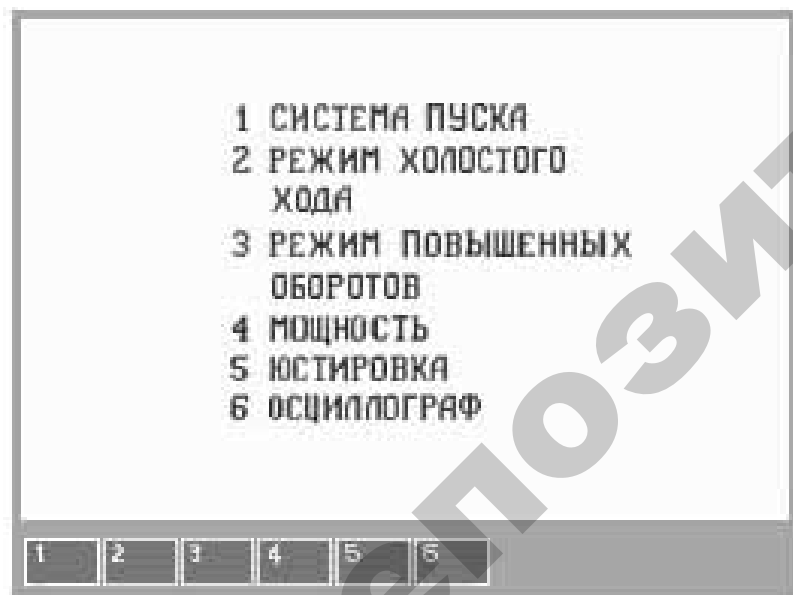 1 СИСТЕМА ПУСКА
2 РЕЖИМ ХОЛОСТОГО
ХОДА
3 РЕЖИМ ПОВЫШЕННЫХ
ОБОРОТОВ
4 МОЩНОСТЬ
5 ЮСТИРОВКА
6 ОСЦИЛЛОГРАФ
1 2 3 4 5 6